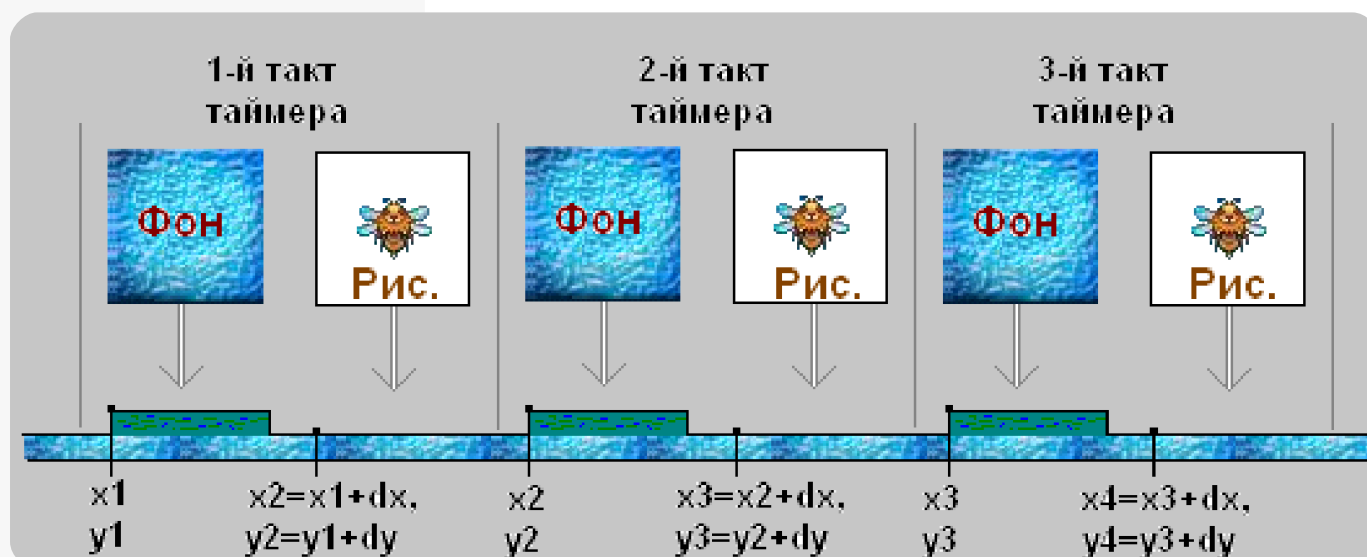 1-й такт
таймера
2-й такт
таймера
3-й такт
таймера
Фон
Рис.
Фон
Рис.
Фон
Рис.
x1
y1
x2=x1+dx,
y2=y1+dy
x2
y2
x3=x2+dx,
y3=y2+dy
x3
y3
x4=x3+dx,
y4=y3+dy